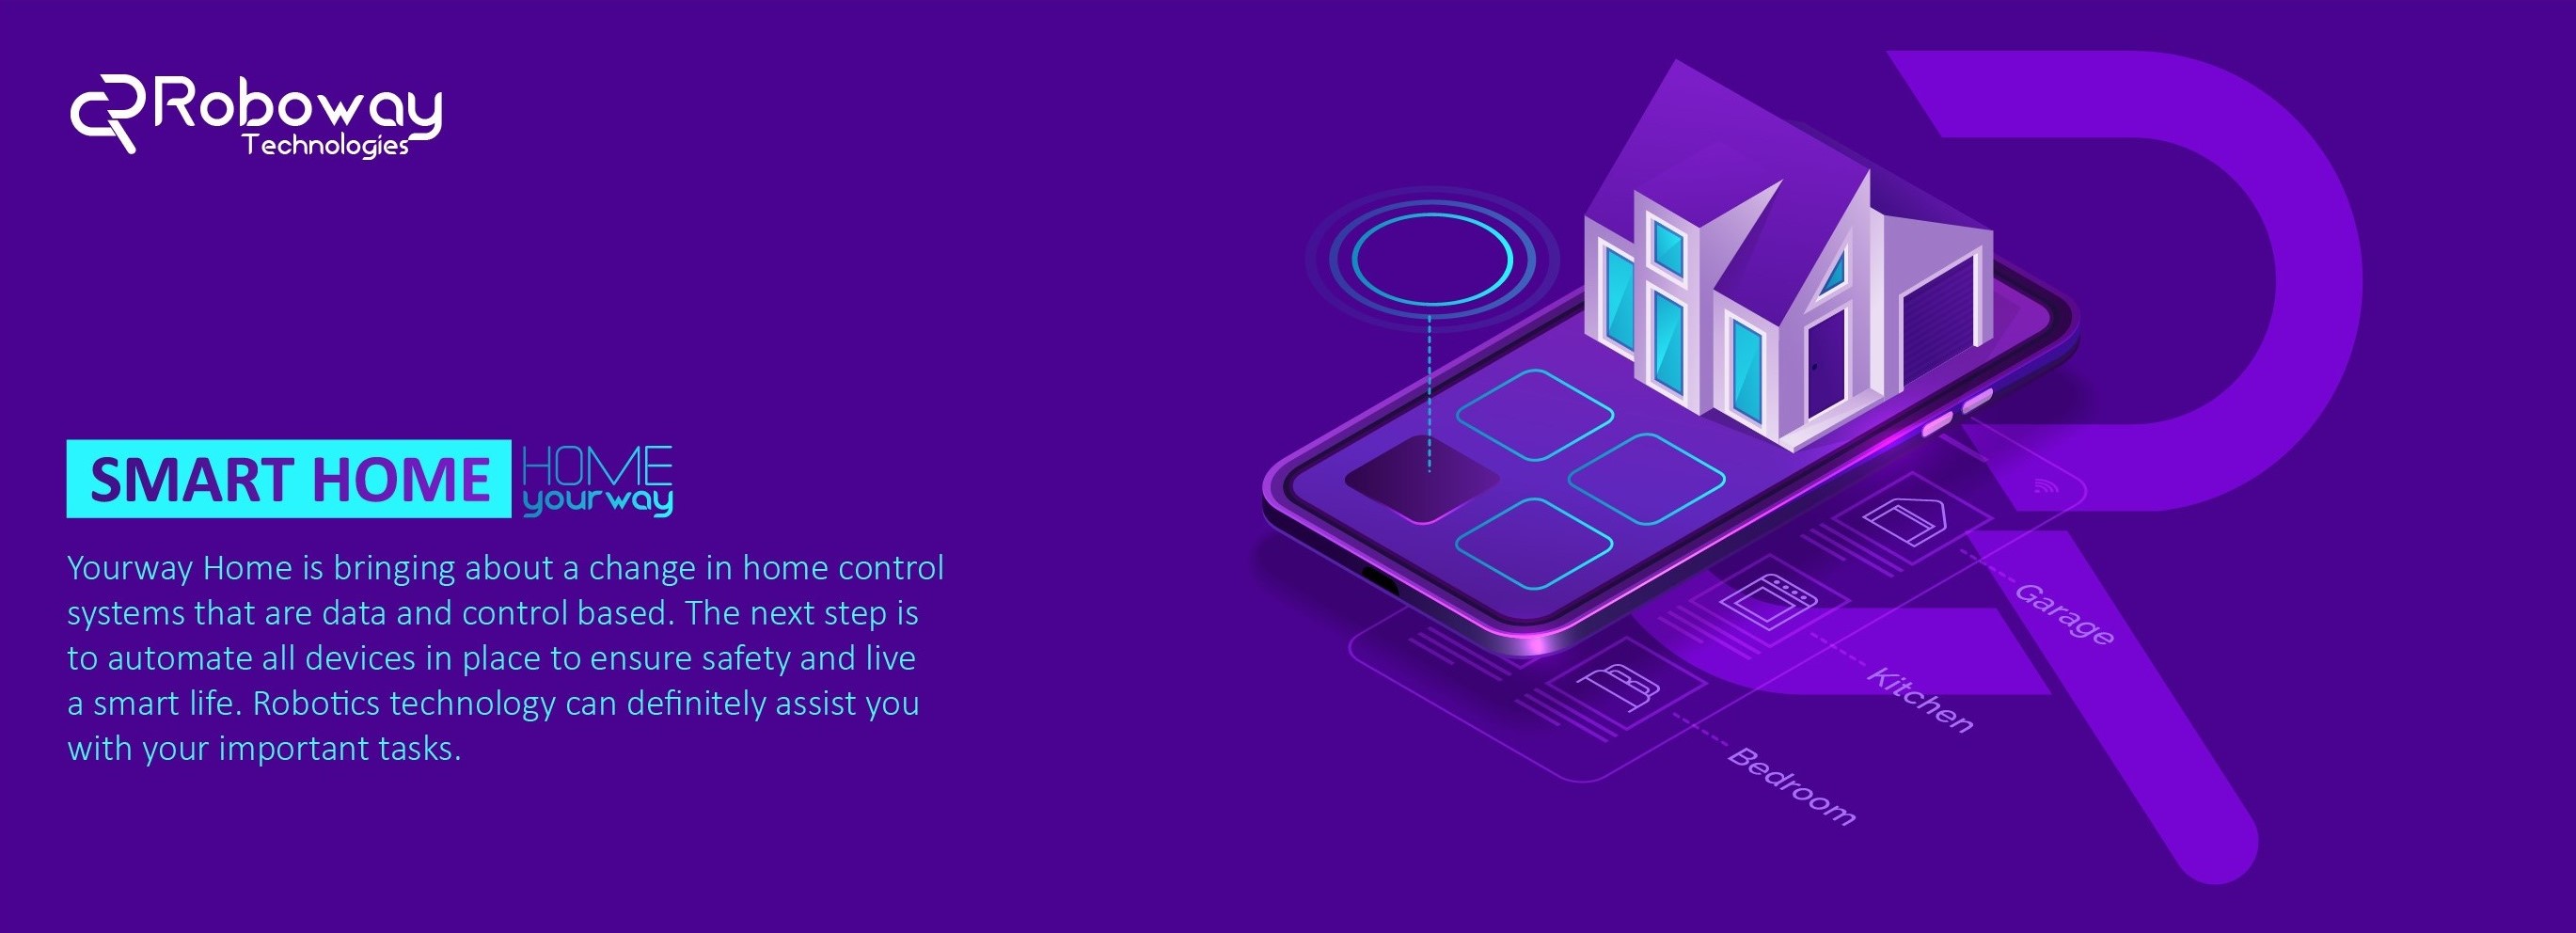 Roboway
Technologies
SMART HOME
HOME
yourway
Yourway Home is bringing about a change in home control
systems that are data and control based. The next step is
to automate all devices in place to ensure safety and live
a smart life. Robotics technology can definitely assist you
with your important tasks.
Garage
Kitchen
Bedroom